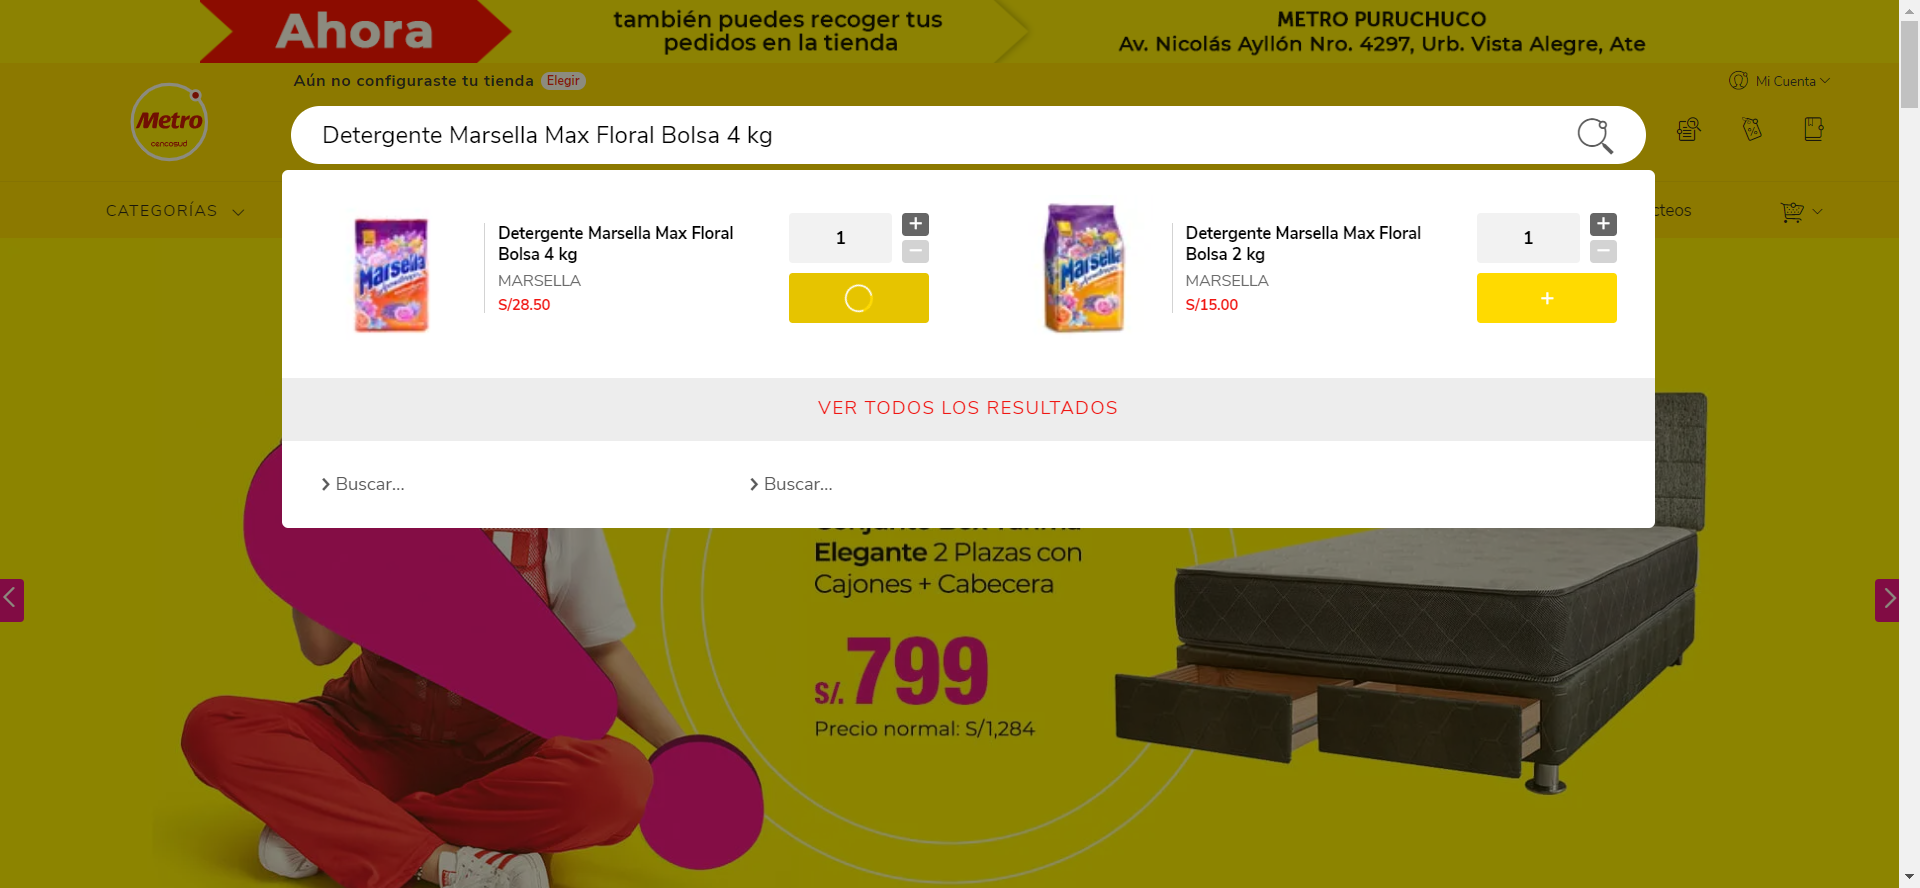 Ahora
también puedes recoger tus
pedidos en la tienda
METRO PURUCHUCO
Av. Nicolás Ayllón Nro. 4297, Urb. Vista Alegre, Ate
Aún no configuraste tu tienda Elegir
Mi Cuenta
Metro
cencosud
Detergente Marsella Max Floral Bolsa 4 kg
CATEGORÍAS
Detergente Marsella Max Floral
Bolsa 4 kg
MARSELLA
S/28.50
1
+
−
Marsella
Detergente Marsella Max Floral
Bolsa 2 kg
MARSELLA
S/15.00
1
+
−
+
Marsella
VER TODOS LOS RESULTADOS
Buscar...
Buscar...
Elegante 2 Plazas con
Cajones + Cabecera
S/. 799
Precio normal: S/1,284